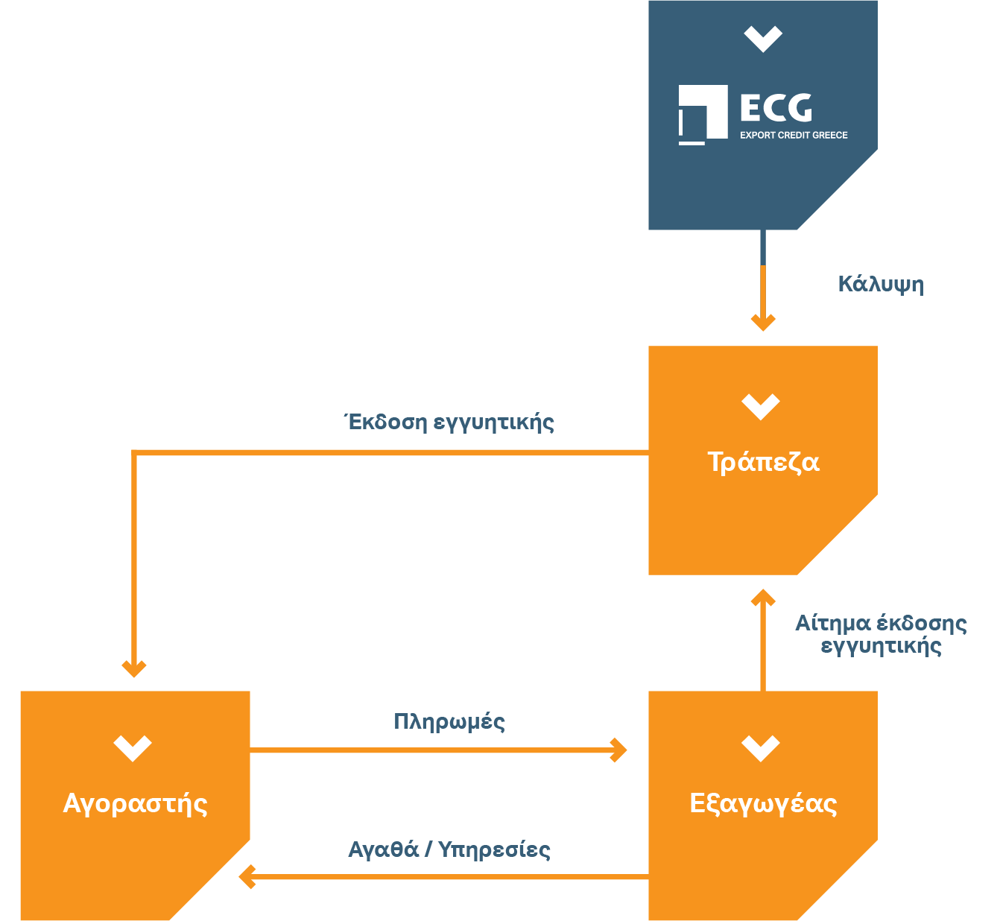 ECG
EXPORT CREDIT GREECE
Κάλυψη
Έκδοση εγγυητικής
Τράπεζα
Αίτημα έκδοσης
εγγυητικής
Πληρωμές
Αγοραστής
Εξαγωγέας
Αγαθά / Υπηρεσίες